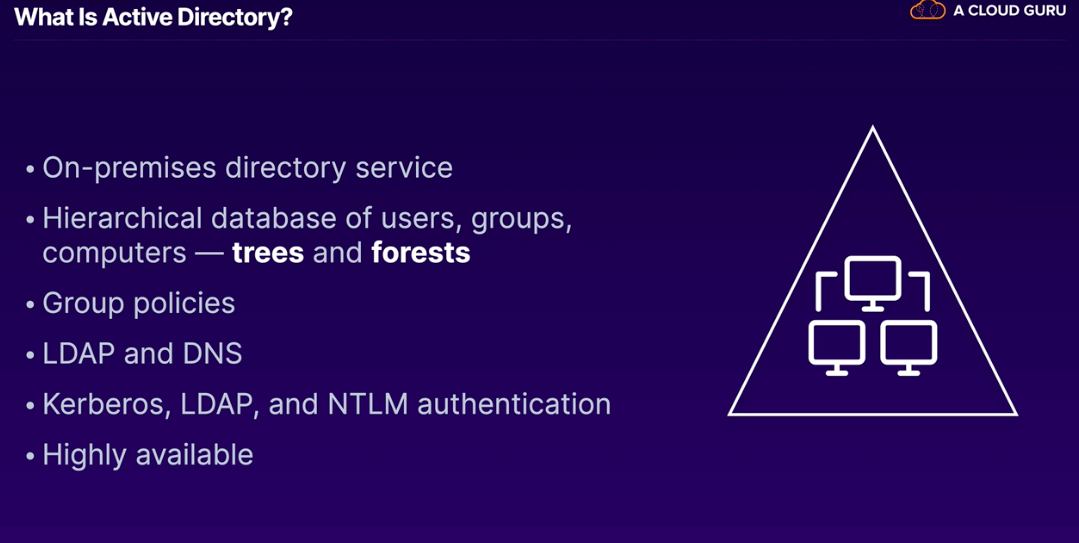 What Is Active Directory?
A CLOUD GURU
• On-premises directory service
• Hierarchical database of users, groups,
computers — trees and forests
• Group policies
• LDAP and DNS
• Kerberos, LDAP, and NTLM authentication
• Highly available